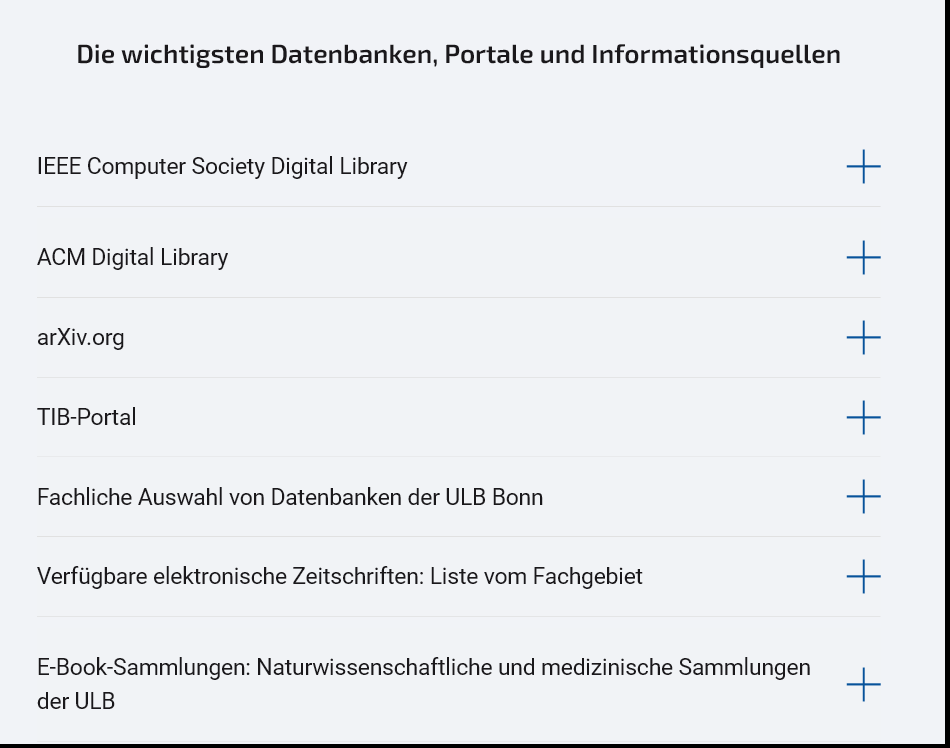 Die wichtigsten Datenbanken, Portale und Informationsquellen
IEEE Computer Society Digital Library
ACM Digital Library
arXiv.org
TIB-Portal
Fachliche Auswahl von Datenbanken der ULB Bonn
Verfügbare elektronische Zeitschriften: Liste vom Fachgebiet
E-Book-Sammlungen: Naturwissenschaftliche und medizinische Sammlungen
der ULB